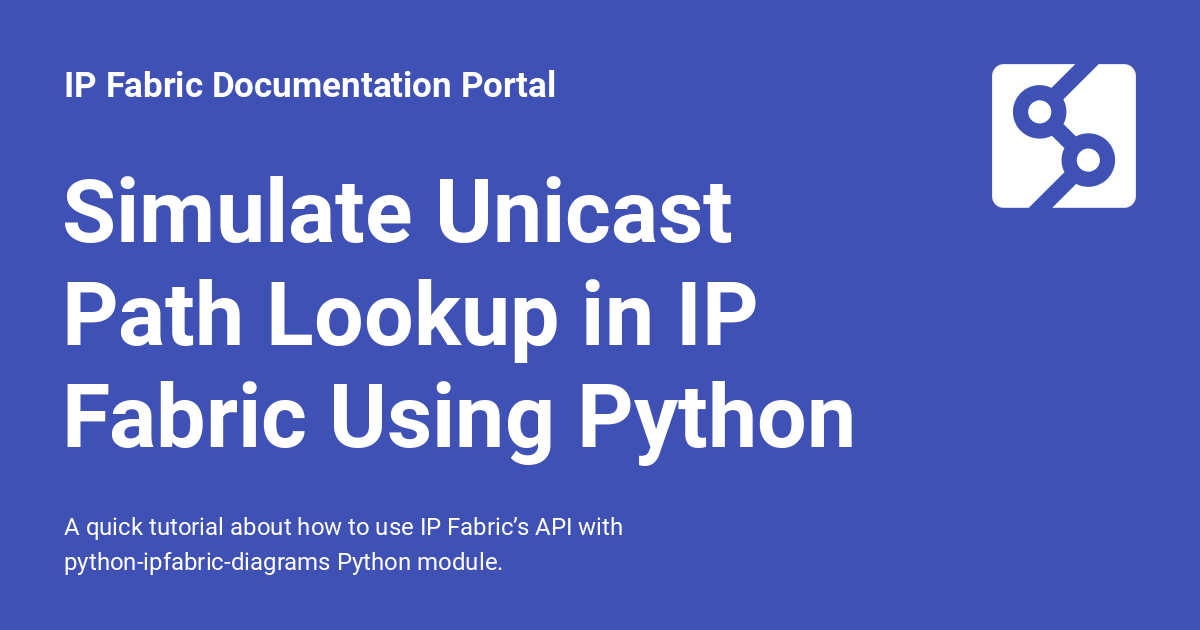 IP Fabric Documentation Portal
Simulate Unicast
Path Lookup in IP
Fabric Using Python
A quick tutorial about how to use IP Fabric’s API with
python-ipfabric-diagrams Python module.